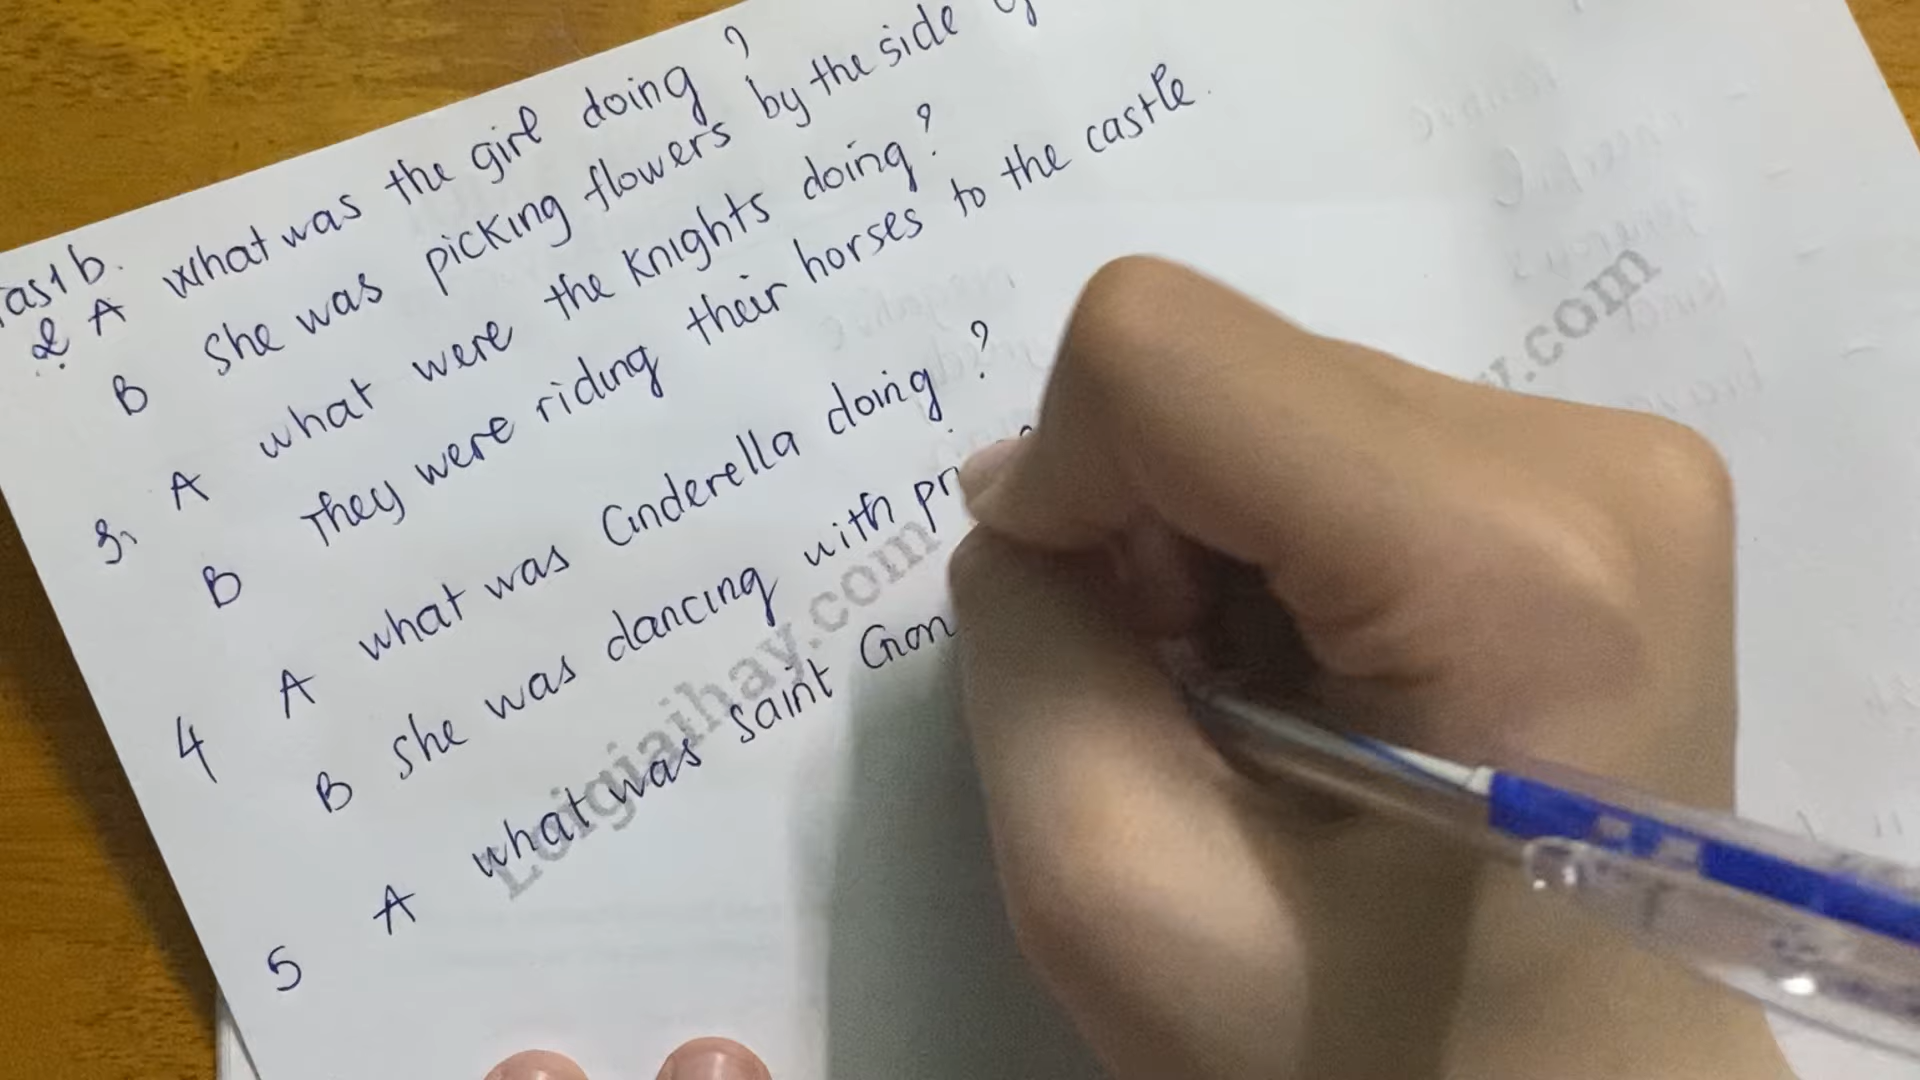 b.
2. A What was the girl doing ?
B She was picking flowers by the side
3. A what were the Knights doing ?
B They were riding their horses to the castle.
4 A what was Cinderella doing ?
B she was dancing with
5 A what was saint
Loigiaihay.com
.com